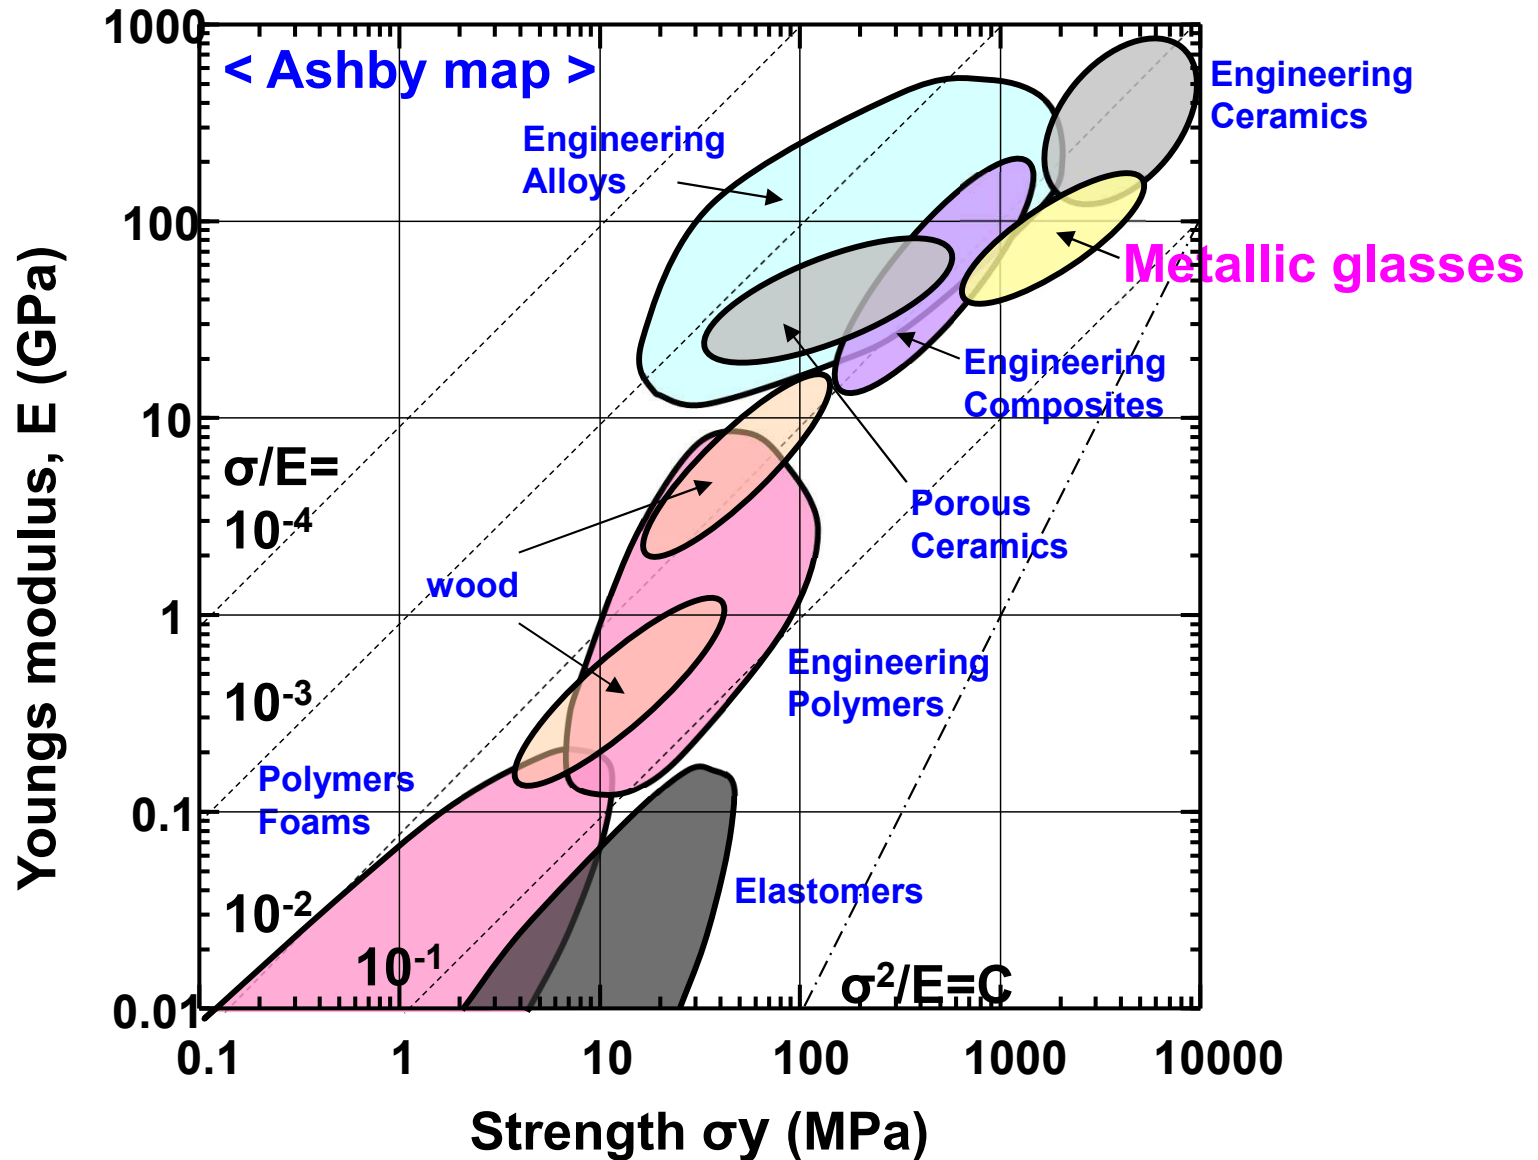 1000
< Ashby map >
Engineering
Ceramics
Engineering
Alloys
100
Metallic glasses
Engineering
Composites
10
σ/E=
10-4
Porous
Ceramics
wood
1
Engineering
Polymers
10-3
Polymers
Foams
0.1
Elastomers
10-2
10-1
σ2/E=C
0.01
0.1 1 10 100 1000 10000
Youngs modulus, E (GPa)
Strength σy (MPa)